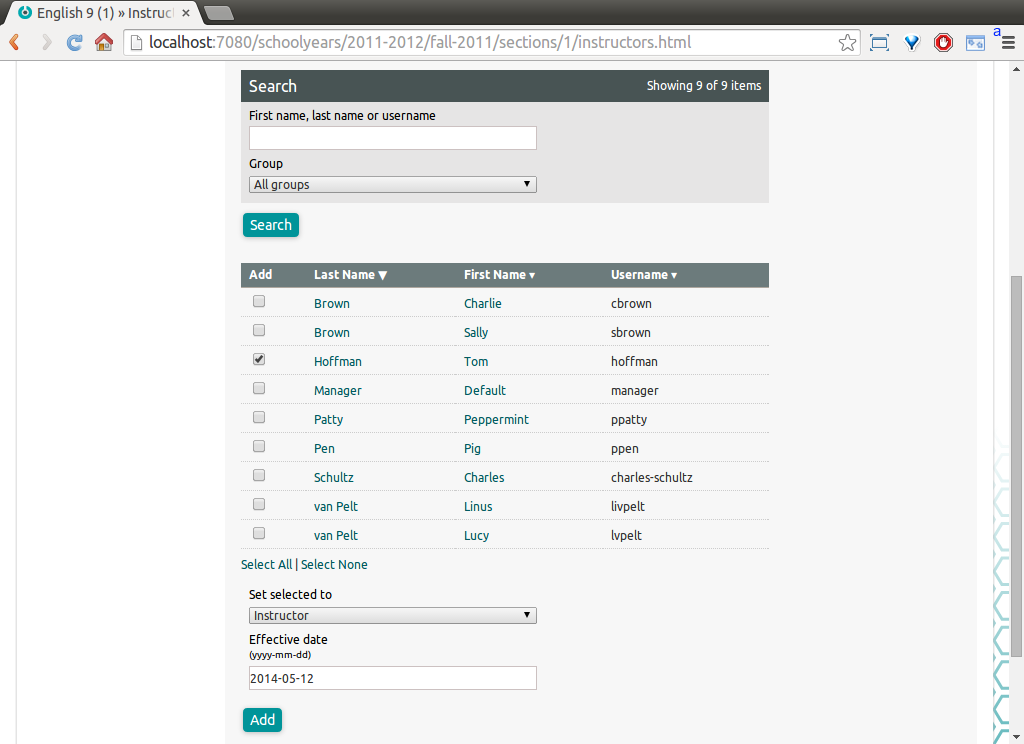 English 9 (1) » Instruc
localhost:7080/schoolyears/2011-2012/fall-2011/sections/1/instructors.html
a
Search Showing 9 of 9 items
First name, last name or username
Group
All groups ▼
Search
Add Last Name ▼ First Name ▾ Username ▾
Brown Charlie cbrown
Brown Sally sbrown
Hoffman Tom hoffman
Manager Default manager
Patty Peppermint ppatty
Pen Pig ppen
Schultz Charles charles-schultz
van Pelt Linus livpelt
van Pelt Lucy lvpelt
Select All | Select None
Set selected to
Instructor ▼
Effective date
(yyyy-mm-dd)
2014-05-12
Add